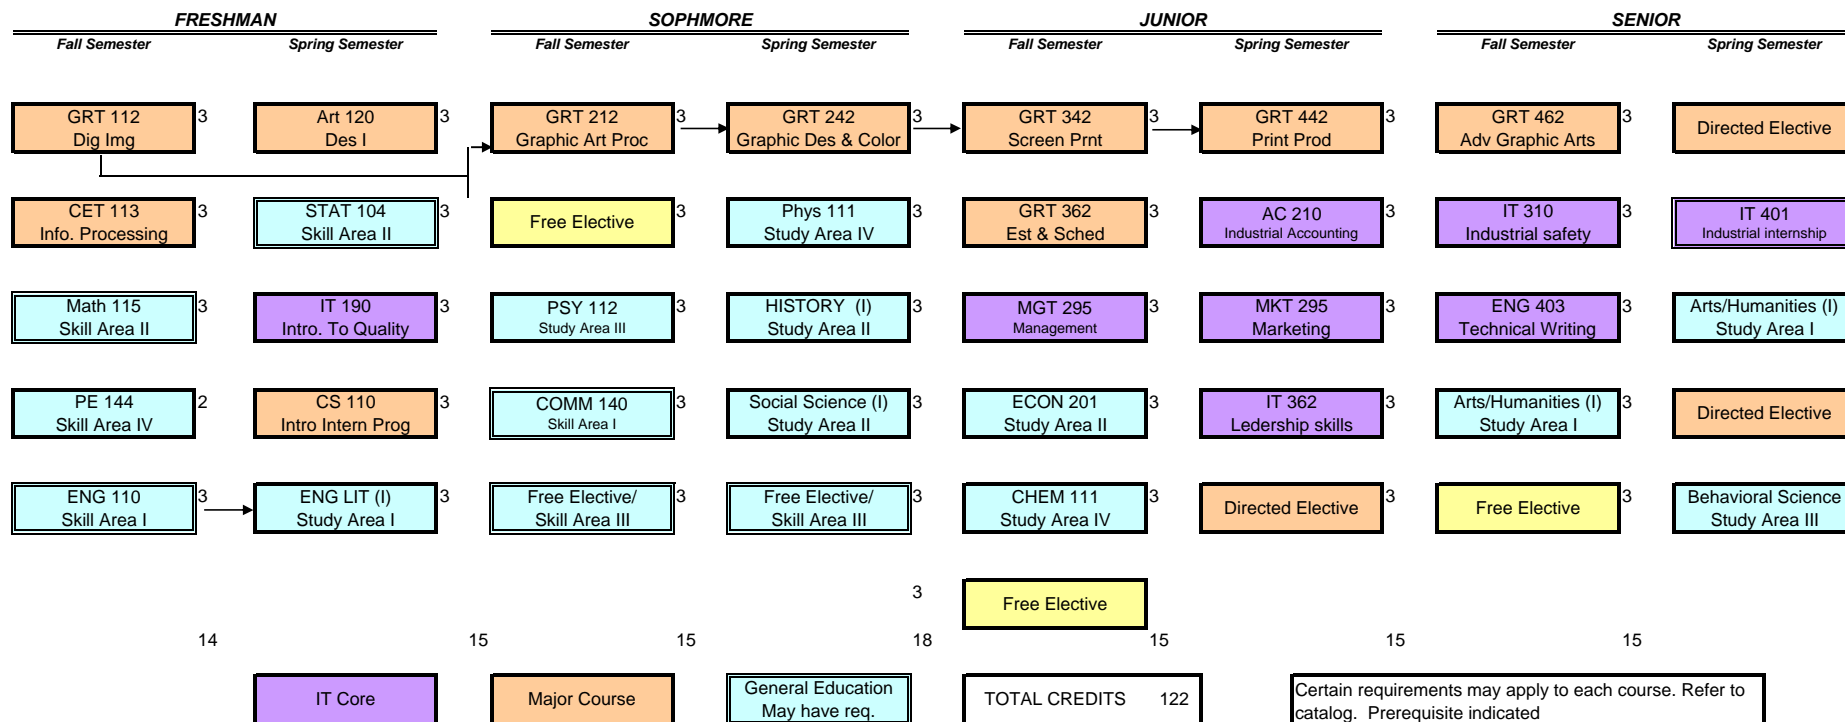 FRESHMAN SOPHMORE JUNIOR SENIOR
Fall Semester Spring Semester Fall Semester Spring Semester Fall Semester Spring Semester Fall Semester Spring Semester
GRT 112 3 Art 120 3 GRT 212 3 GRT 242 3 GRT 342 3 GRT 442 3 GRT 462 3 Directed Elective
Dig Img Des I Graphic Art Proc Graphic Des & Color Screen Prnt Print Prod Adv Graphic Arts
CET 113 3 STAT 104 3 Free Elective 3 Phys 111 3 GRT 362 3 AC 210 3 IT 310 3 IT 401
Info. Processing Skill Area II Study Area IV Est & Sched Industrial Accounting Industrial safety Industrial internship
Math 115 3 IT 190 3 PSY 112 3 HISTORY (I) 3 MGT 295 3 MKT 295 3 ENG 403 3 Arts/Humanities (I)
Skill Area II Intro. To Quality Study Area III Study Area II Management Marketing Technical Writing Study Area I
PE 144 2 CS 110 3 COMM 140 3 Social Science (I) 3 ECON 201 3 IT 362 3 Arts/Humanities (I) 3 Directed Elective
Skill Area IV Intro Intern Prog Skill Area I Study Area II Study Area II Ledership skills Study Area I
ENG 110 3 ENG LIT (I) 3 Free Elective/ 3 Free Elective/ 3 CHEM 111 3 Directed Elective 3 Free Elective 3 Behavioral Science
Skill Area I Study Area I Skill Area III Skill Area III Study Area IV Study Area III
3 Free Elective
14 15 15 18 15 15 15
IT Core Major Course General Education TOTAL CREDITS 122 Certain requirements may apply to each course. Refer to
May have req. catalog. Prerequisite indicated